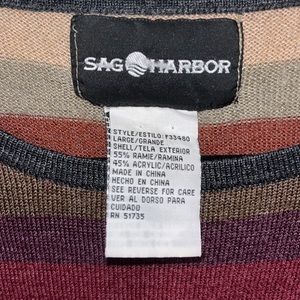 SAG HARBOR
STYLE/ESTILO: F33480
LARGE/GRANDE
SHELL/TELA EXTERIOR
55% RAMIE/RAMINA
45% ACRYLIC/ACRILICO
MADE IN CHINA
HECHO EN CHINA
SEE REVERSE FOR CARE
VER AL DORSO PARA
CUIDADO
RN 51735